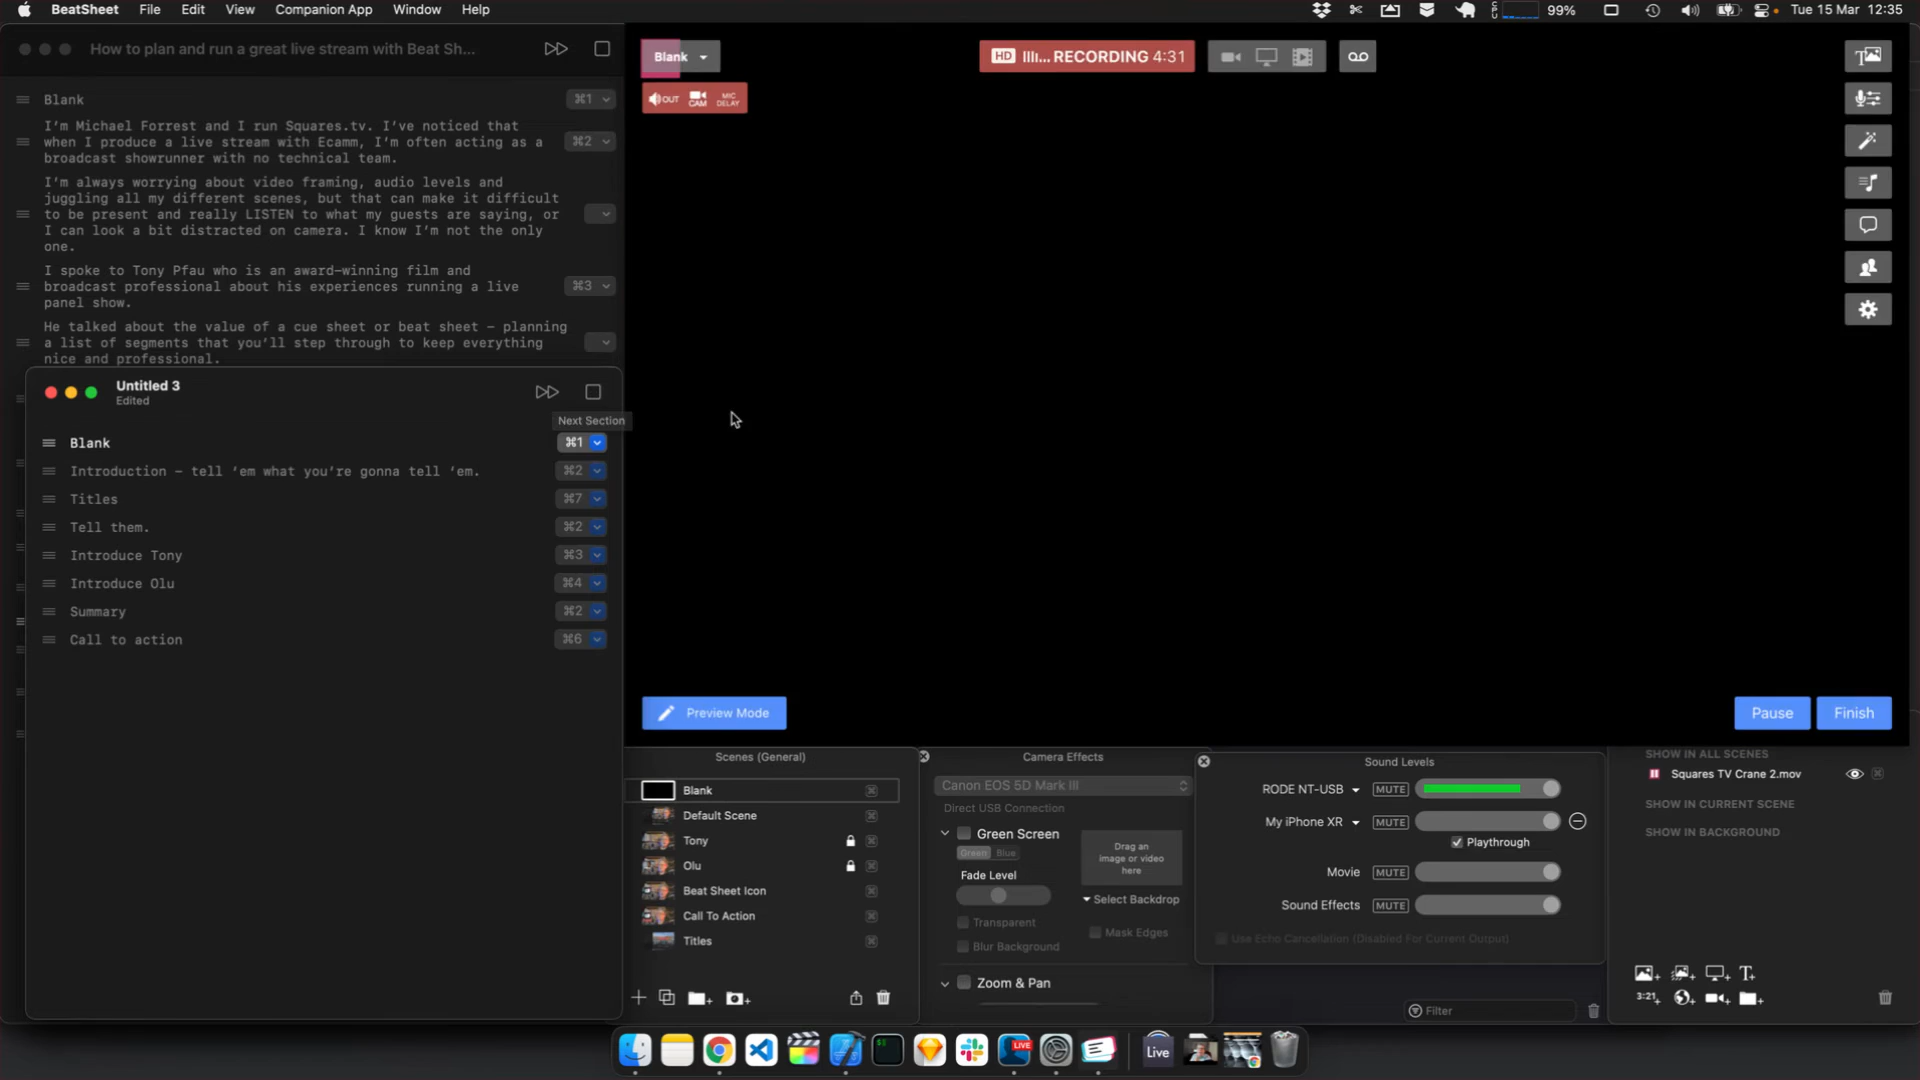 BeatSheet File Edit View Companion App Window Help
99% Tue 15 Mar 12:35
How to plan and run a great live stream with Beat Sh...
Blank ⌘1
I'm Michael Forrest and I run Squares.tv. I've noticed that
when I produce a live stream with Ecamm, I'm often acting as a ⌘2
broadcast showrunner with no technical team.
I'm always worrying about video framing, audio levels and
juggling all my different scenes, but that can make it difficult
to be present and really LISTEN to what my guests are saying, or
I can look a bit distracted on camera. I know I'm not the only
one.
I spoke to Tony Pfau who is an award-winning film and
broadcast professional about his experiences running a live ⌘3
panel show.
He talked about the value of a cue sheet or beat sheet – planning
a list of segments that you'll step through to keep everything
nice and professional.
Untitled 3
Edited
Next Section
Blank ⌘1
Introduction – tell ‘em what you're gonna tell ‘em. ⌘2
Titles ⌘7
Tell them. ⌘2
Introduce Tony ⌘3
Introduce Olu ⌘4
Summary ⌘2
Call to action ⌘6
Blank
HD RECORDING 4:31
OUT CAM MIC DELAY
Preview Mode
Pause Finish
Scenes (General)
Blank
Default Scene
Tony
Olu
Beat Sheet Icon
Call To Action
Titles
Camera Effects
Canon EOS 5D Mark III
Direct USB Connection
Green Screen
Green Blue
Fade Level
Transparent
Blur Background
Drag an
image or video
here
Select Backdrop
Mask Edges
Zoom & Pan
Sound Levels
RODE NT-USB MUTE
My iPhone XR MUTE
Playthrough
Movie MUTE
Sound Effects MUTE
Use Echo Cancellation (Disabled For Current Output)
Filter
SHOW IN ALL SCENES
Squares TV Crane 2.mov
SHOW IN CURRENT SCENE
SHOW IN BACKGROUND
T+
3:21+
LIVE
Live